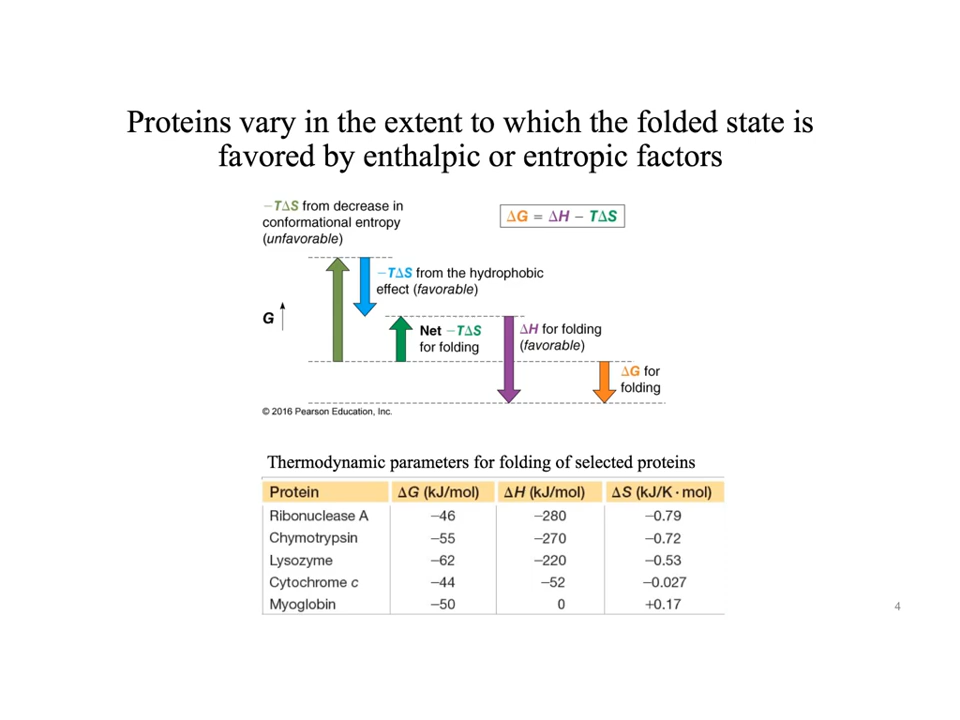 Proteins vary in the extent to which the folded state is
favored by enthalpic or entropic factors
−TΔS from decrease in
conformational entropy
(unfavorable)
ΔG = ΔH − TΔS
−TΔS from the hydrophobic
effect (favorable)
G
Net −TΔS
for folding
ΔH for folding
(favorable)
ΔG for
folding
© 2016 Pearson Education, Inc.
Thermodynamic parameters for folding of selected proteins
Protein ΔG (kJ/mol) ΔH (kJ/mol) ΔS (kJ/K · mol)
Ribonuclease A −46 −280 −0.79
Chymotrypsin −55 −270 −0.72
Lysozyme −62 −220 −0.53
Cytochrome c −44 −52 −0.027
Myoglobin −50 0 +0.17
4